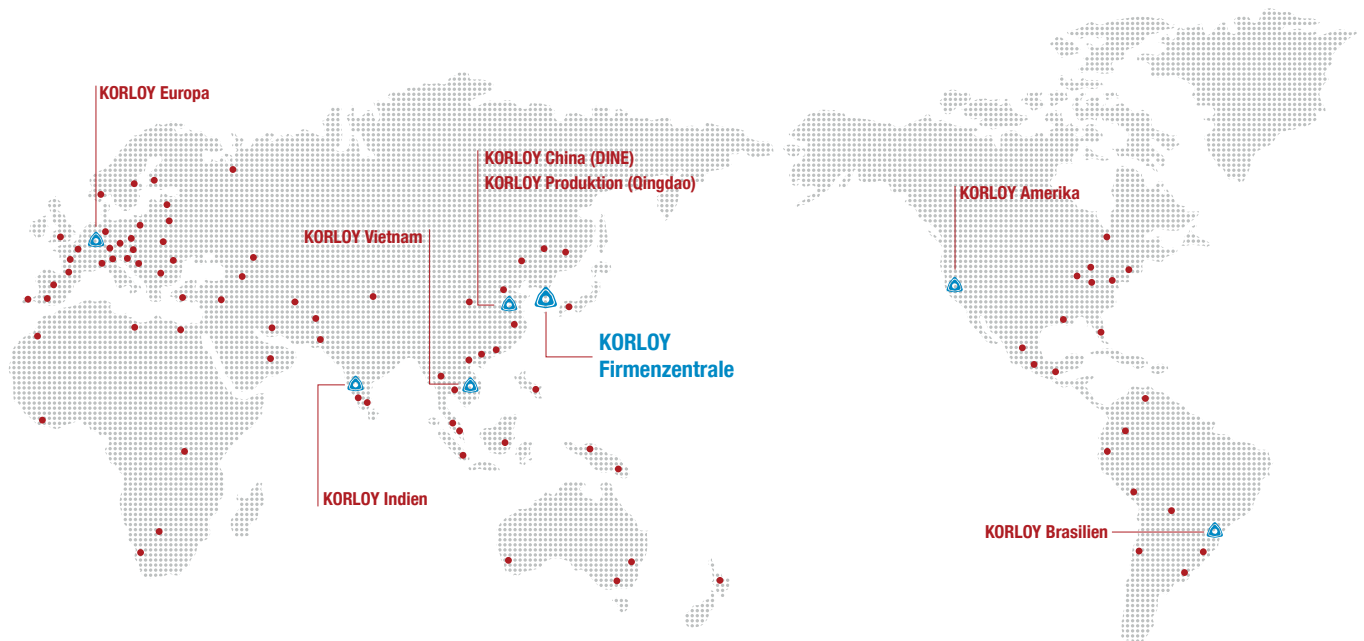 KORLOY Europa
KORLOY China (DINE)
KORLOY Produktion (Qingdao)
KORLOY Amerika
KORLOY Vietnam
KORLOY
Firmenzentrale
KORLOY Indien
KORLOY Brasilien